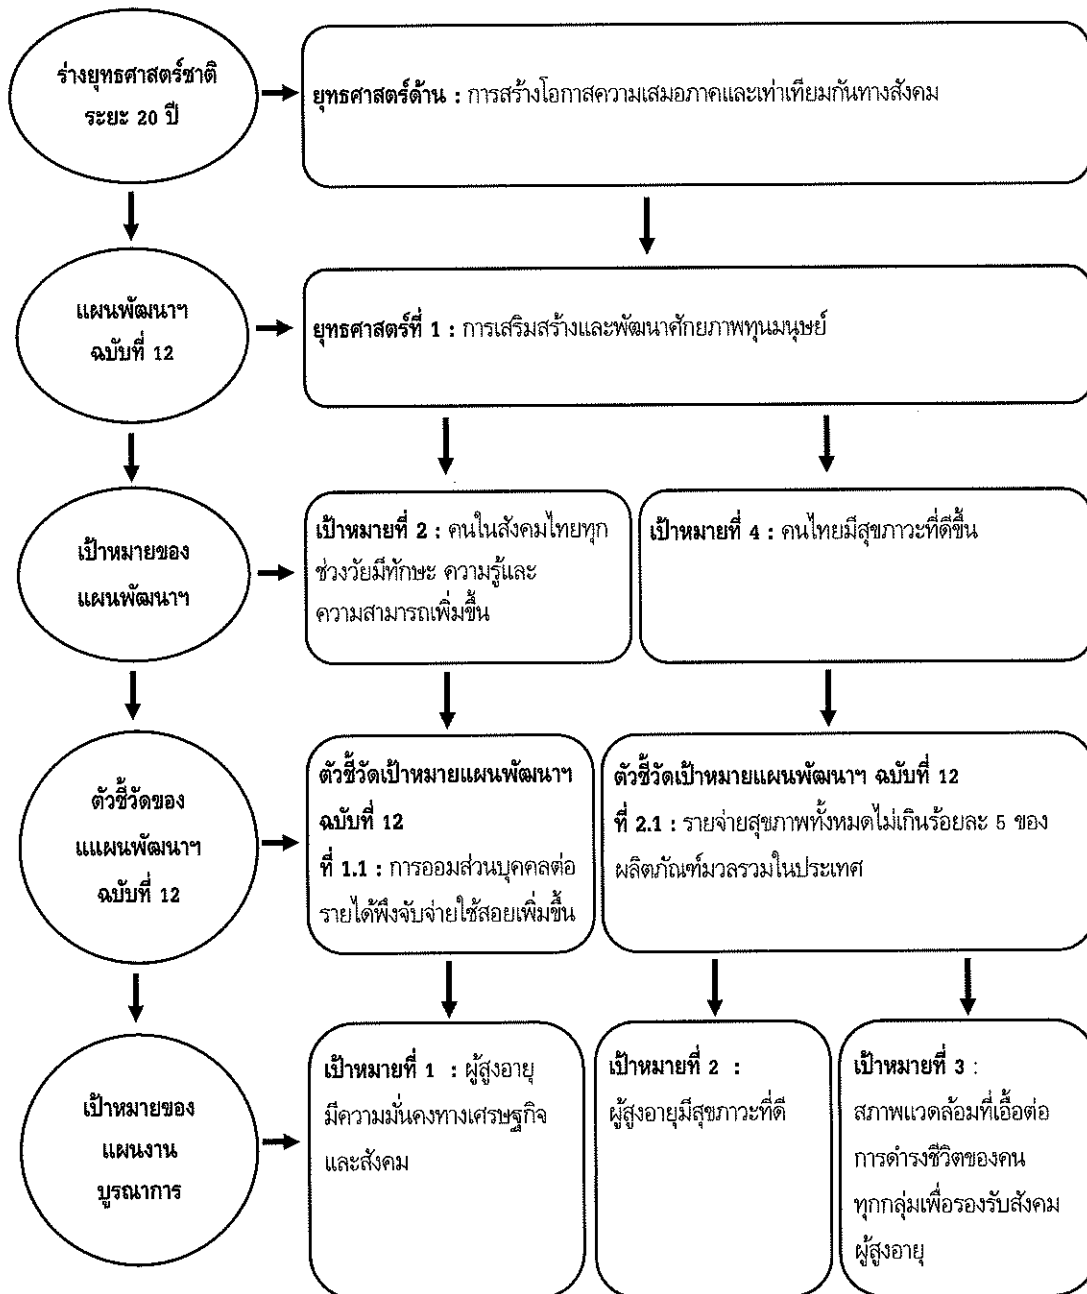 ร่างยุทธศาสตร์ชาติ
ระยะ 20 ปี
ยุทธศาสตร์ด้าน : การสร้างโอกาสความเสมอภาคและเท่าเทียมกันทางสังคม
แผนพัฒนาฯ
ฉบับที่ 12
ยุทธศาสตร์ที่ 1 : การเสริมสร้างและพัฒนาศักยภาพทุนมนุษย์
เป้าหมายของ
แผนพัฒนาฯ
เป้าหมายที่ 2 : คนในสังคมไทยทุก
ช่วงวัยมีทักษะ ความรู้และ
ความสามารถเพิ่มขึ้น
เป้าหมายที่ 4 : คนไทยมีสุขภาวะที่ดีขึ้น
ตัวชี้วัดของ
แแผนพัฒนาฯ
ฉบับที่ 12
ตัวชี้วัดเป้าหมายแผนพัฒนาฯ
ฉบับที่ 12
ที่ 1.1 : การออมส่วนบุคคลต่อ
รายได้พึงจับจ่ายใช้สอยเพิ่มขึ้น
ตัวชี้วัดเป้าหมายแผนพัฒนาฯ ฉบับที่ 12
ที่ 2.1 : รายจ่ายสุขภาพทั้งหมดไม่เกินร้อยละ 5 ของ
ผลิตภัณฑ์มวลรวมในประเทศ
เป้าหมายของ
แผนงาน
บูรณาการ
เป้าหมายที่ 1 : ผู้สูงอายุ
มีความมั่นคงทางเศรษฐกิจ
และสังคม
เป้าหมายที่ 2 :
ผู้สูงอายุมีสุขภาวะที่ดี
เป้าหมายที่ 3 :
สภาพแวดล้อมที่เอื้อต่อ
การดำรงชีวิตของคน
ทุกกลุ่มเพื่อรองรับสังคม
ผู้สูงอายุ